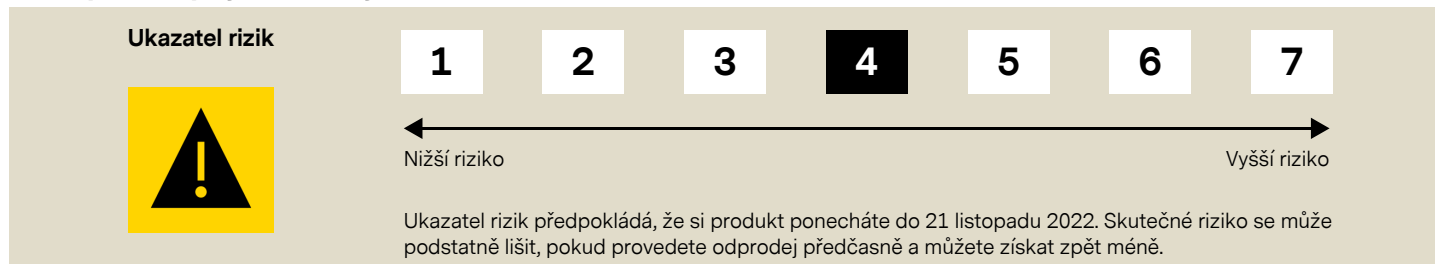 Ukazatel rizik
1 2 3 4 5 6 7
Nižší riziko Vyšší riziko
Ukazatel rizik předpokládá, že si produkt ponecháte do 21 listopadu 2022. Skutečné riziko se může
podstatně lišit, pokud provedete odprodej předčasně a můžete získat zpět méně.